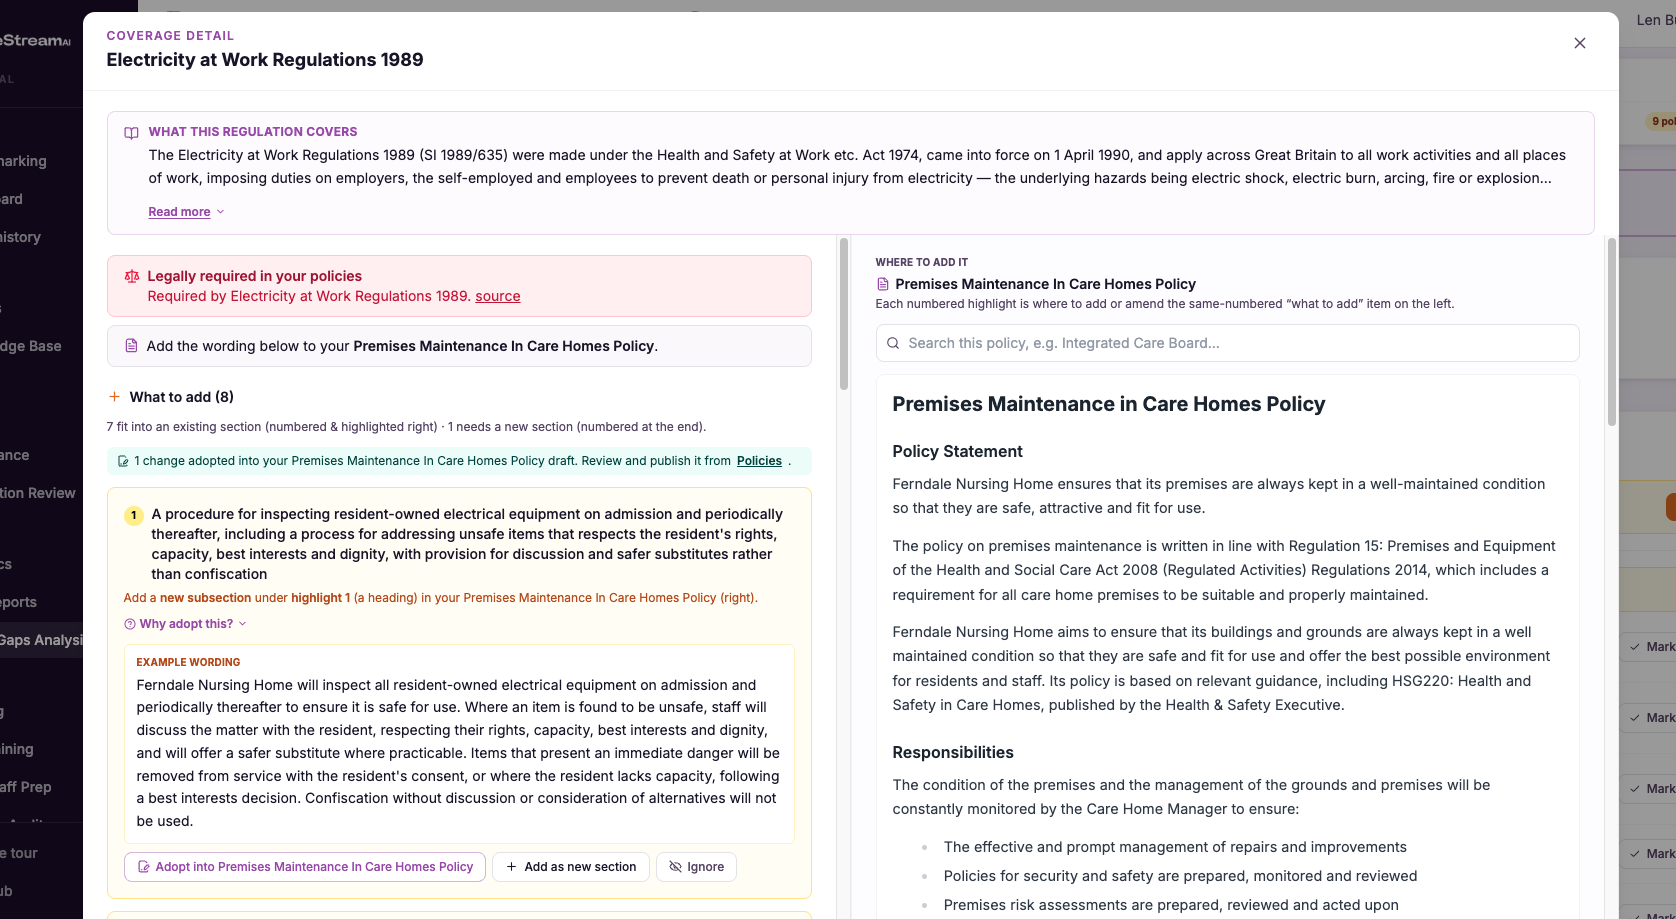 eStream AI
AL
Len
9
COVERAGE DETAIL
Electricity at Work Regulations 1989
WHAT THIS REGULATION COVERS
The Electricity at Work Regulations 1989 (SI 1989/635) were made under the Health and Safety at Work etc. Act 1974, came into force on 1 April 1990, and apply across Great Britain to all work activities and all places
of work, imposing duties on employers, the self-employed and employees to prevent death or personal injury from electricity — the underlying hazards being electric shock, electric burn, arcing, fire or explosion...
Read more
Legally required in your policies
Required by Electricity at Work Regulations 1989. source
Add the wording below to your Premises Maintenance In Care Homes Policy.
What to add (8)
7 fit into an existing section (numbered & highlighted right) · 1 needs a new section (numbered at the end).
1 change adopted into your Premises Maintenance In Care Homes Policy draft. Review and publish it from Policies .
1 A procedure for inspecting resident-owned electrical equipment on admission and periodically
thereafter, including a process for addressing unsafe items that respects the resident's rights,
capacity, best interests and dignity, with provision for discussion and safer substitutes rather
than confiscation
Add a new subsection under highlight 1 (a heading) in your Premises Maintenance In Care Homes Policy (right).
Why adopt this?
EXAMPLE WORDING
Ferndale Nursing Home will inspect all resident-owned electrical equipment on admission and
periodically thereafter to ensure it is safe for use. Where an item is found to be unsafe, staff will
discuss the matter with the resident, respecting their rights, capacity, best interests and dignity,
and will offer a safer substitute where practicable. Items that present an immediate danger will be
removed from service with the resident's consent, or where the resident lacks capacity, following
a best interests decision. Confiscation without discussion or consideration of alternatives will not
be used.
Adopt into Premises Maintenance In Care Homes Policy
+ Add as new section
Ignore
WHERE TO ADD IT
Premises Maintenance In Care Homes Policy
Each numbered highlight is where to add or amend the same-numbered “what to add” item on the left.
Search this policy, e.g. Integrated Care Board...
Premises Maintenance in Care Homes Policy
Policy Statement
Ferndale Nursing Home ensures that its premises are always kept in a well-maintained condition
so that they are safe, attractive and fit for use.
The policy on premises maintenance is written in line with Regulation 15: Premises and Equipment
of the Health and Social Care Act 2008 (Regulated Activities) Regulations 2014, which includes a
requirement for all care home premises to be suitable and properly maintained.
Ferndale Nursing Home aims to ensure that its buildings and grounds are always kept in a well
maintained condition so that they are safe and fit for use and offer the best possible environment
for residents and staff. Its policy is based on relevant guidance, including HSG220: Health and
Safety in Care Homes, published by the Health & Safety Executive.
Responsibilities
The condition of the premises and the management of the grounds and premises will be
constantly monitored by the Care Home Manager to ensure:
The effective and prompt management of repairs and improvements
Policies for security and safety are prepared, monitored and reviewed
Premises risk assessments are prepared, reviewed and acted upon
marking
ard
history
dge Base
ance
tion Review
cs
eports
Gaps Analysi
g
ining
aff Prep
e tour
ub
Mark
Mark
Mark
Mark